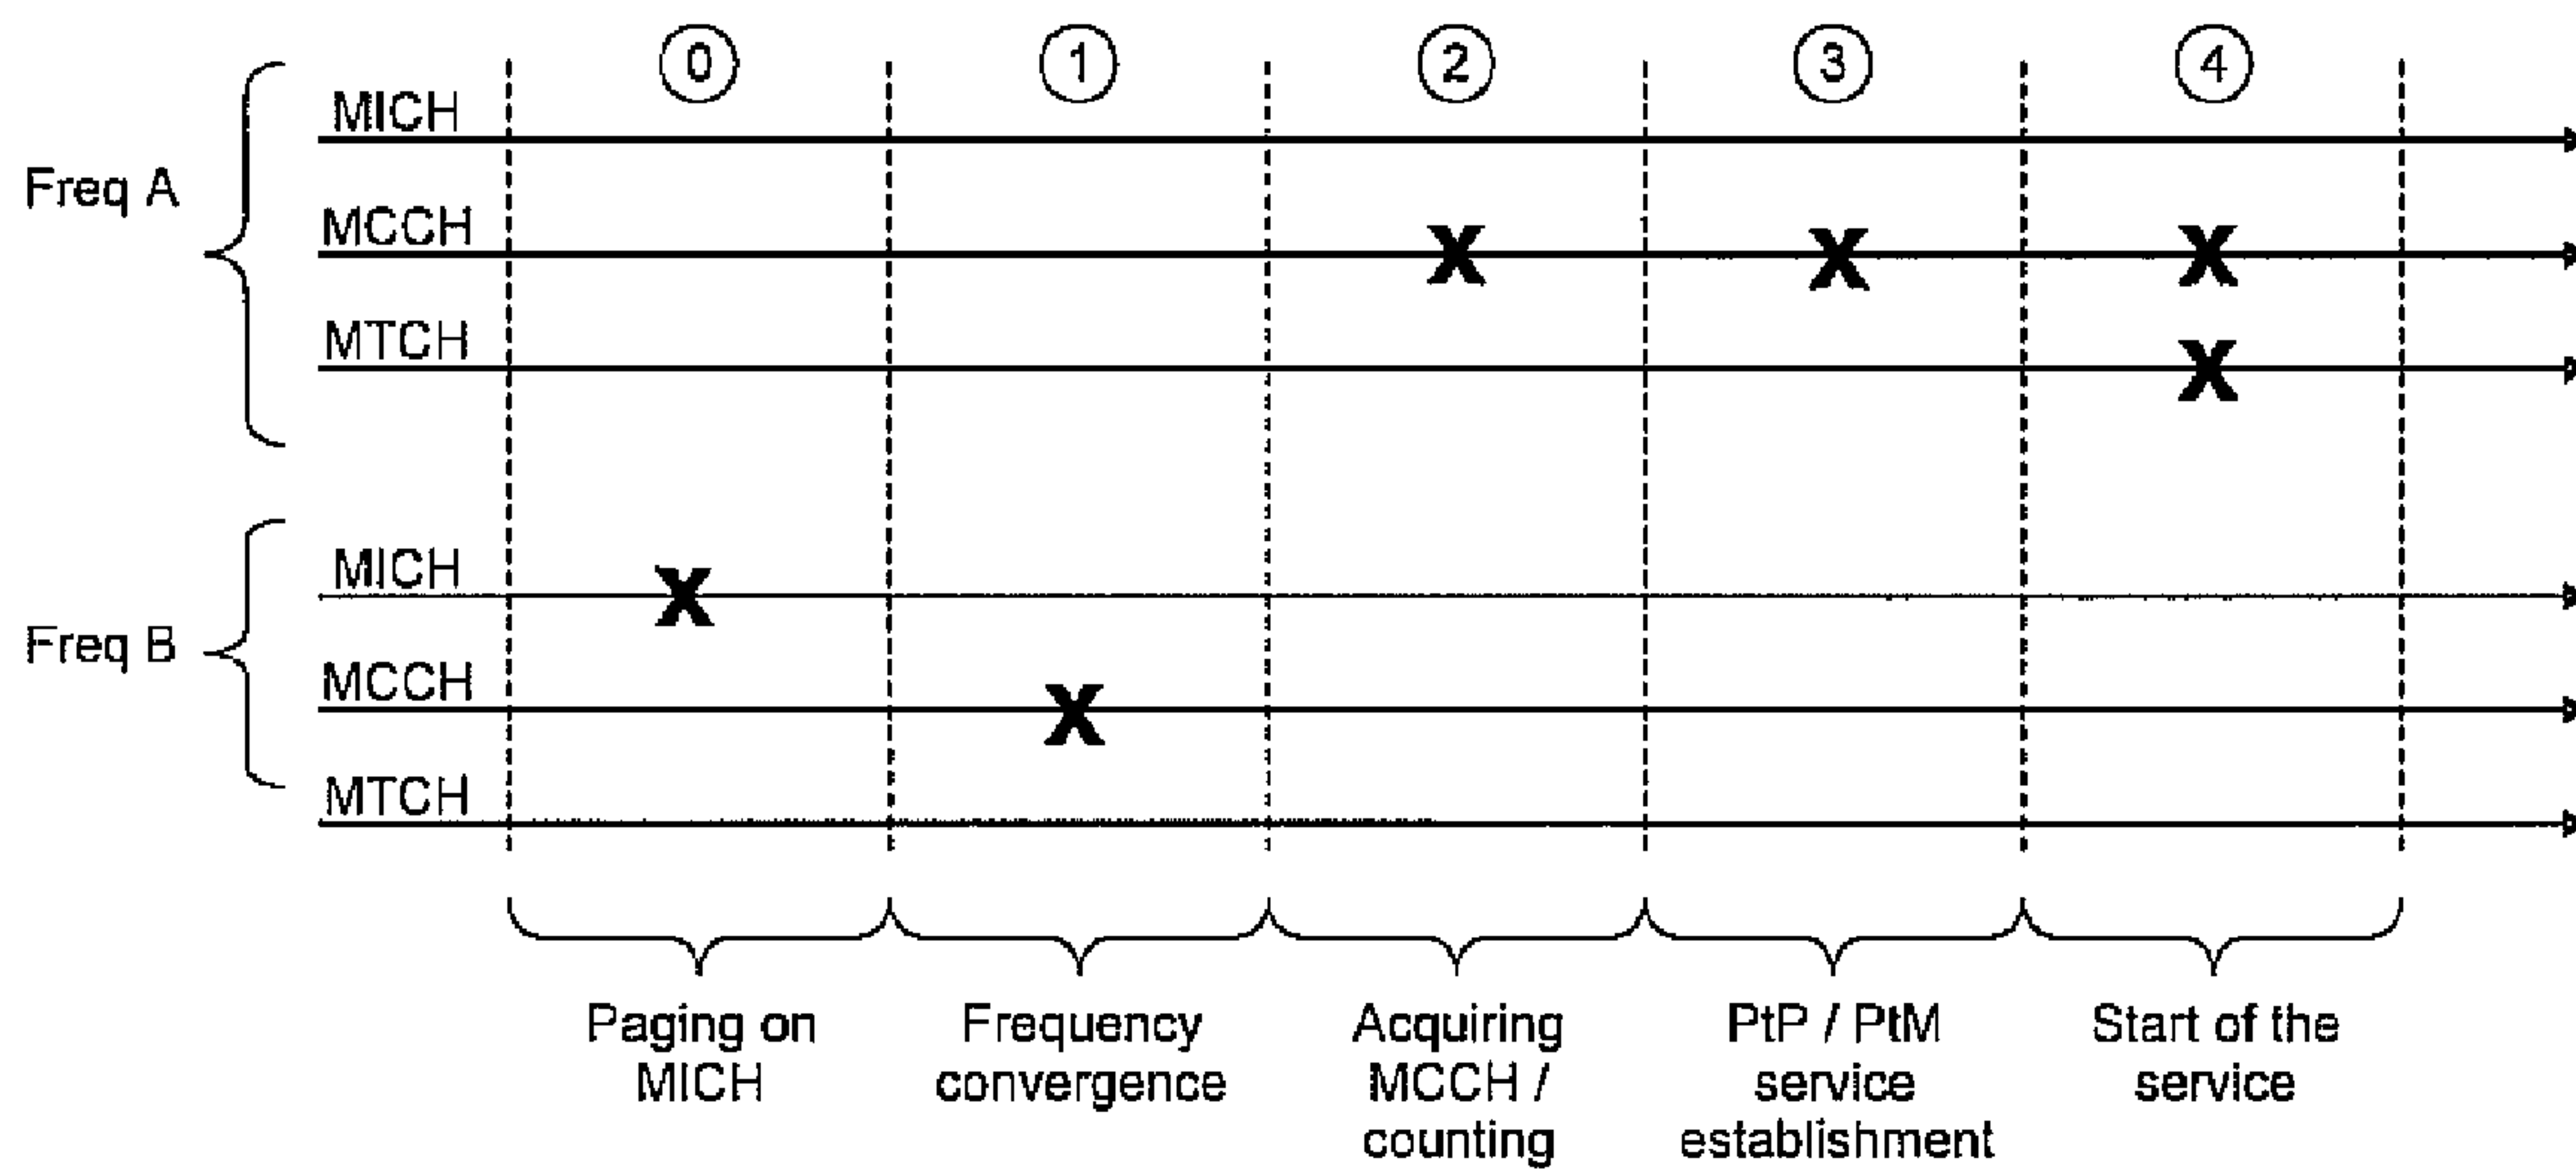 0 1 2 3 4
MICH
Freq A
MCCH
MTCH
MICH
Freq B
MCCH
MTCH
X X X
X
X
X
Paging on
MICH
Frequency
convergence
Acquiring
MCCH /
counting
PtP / PtM
service
establishment
Start of the
service